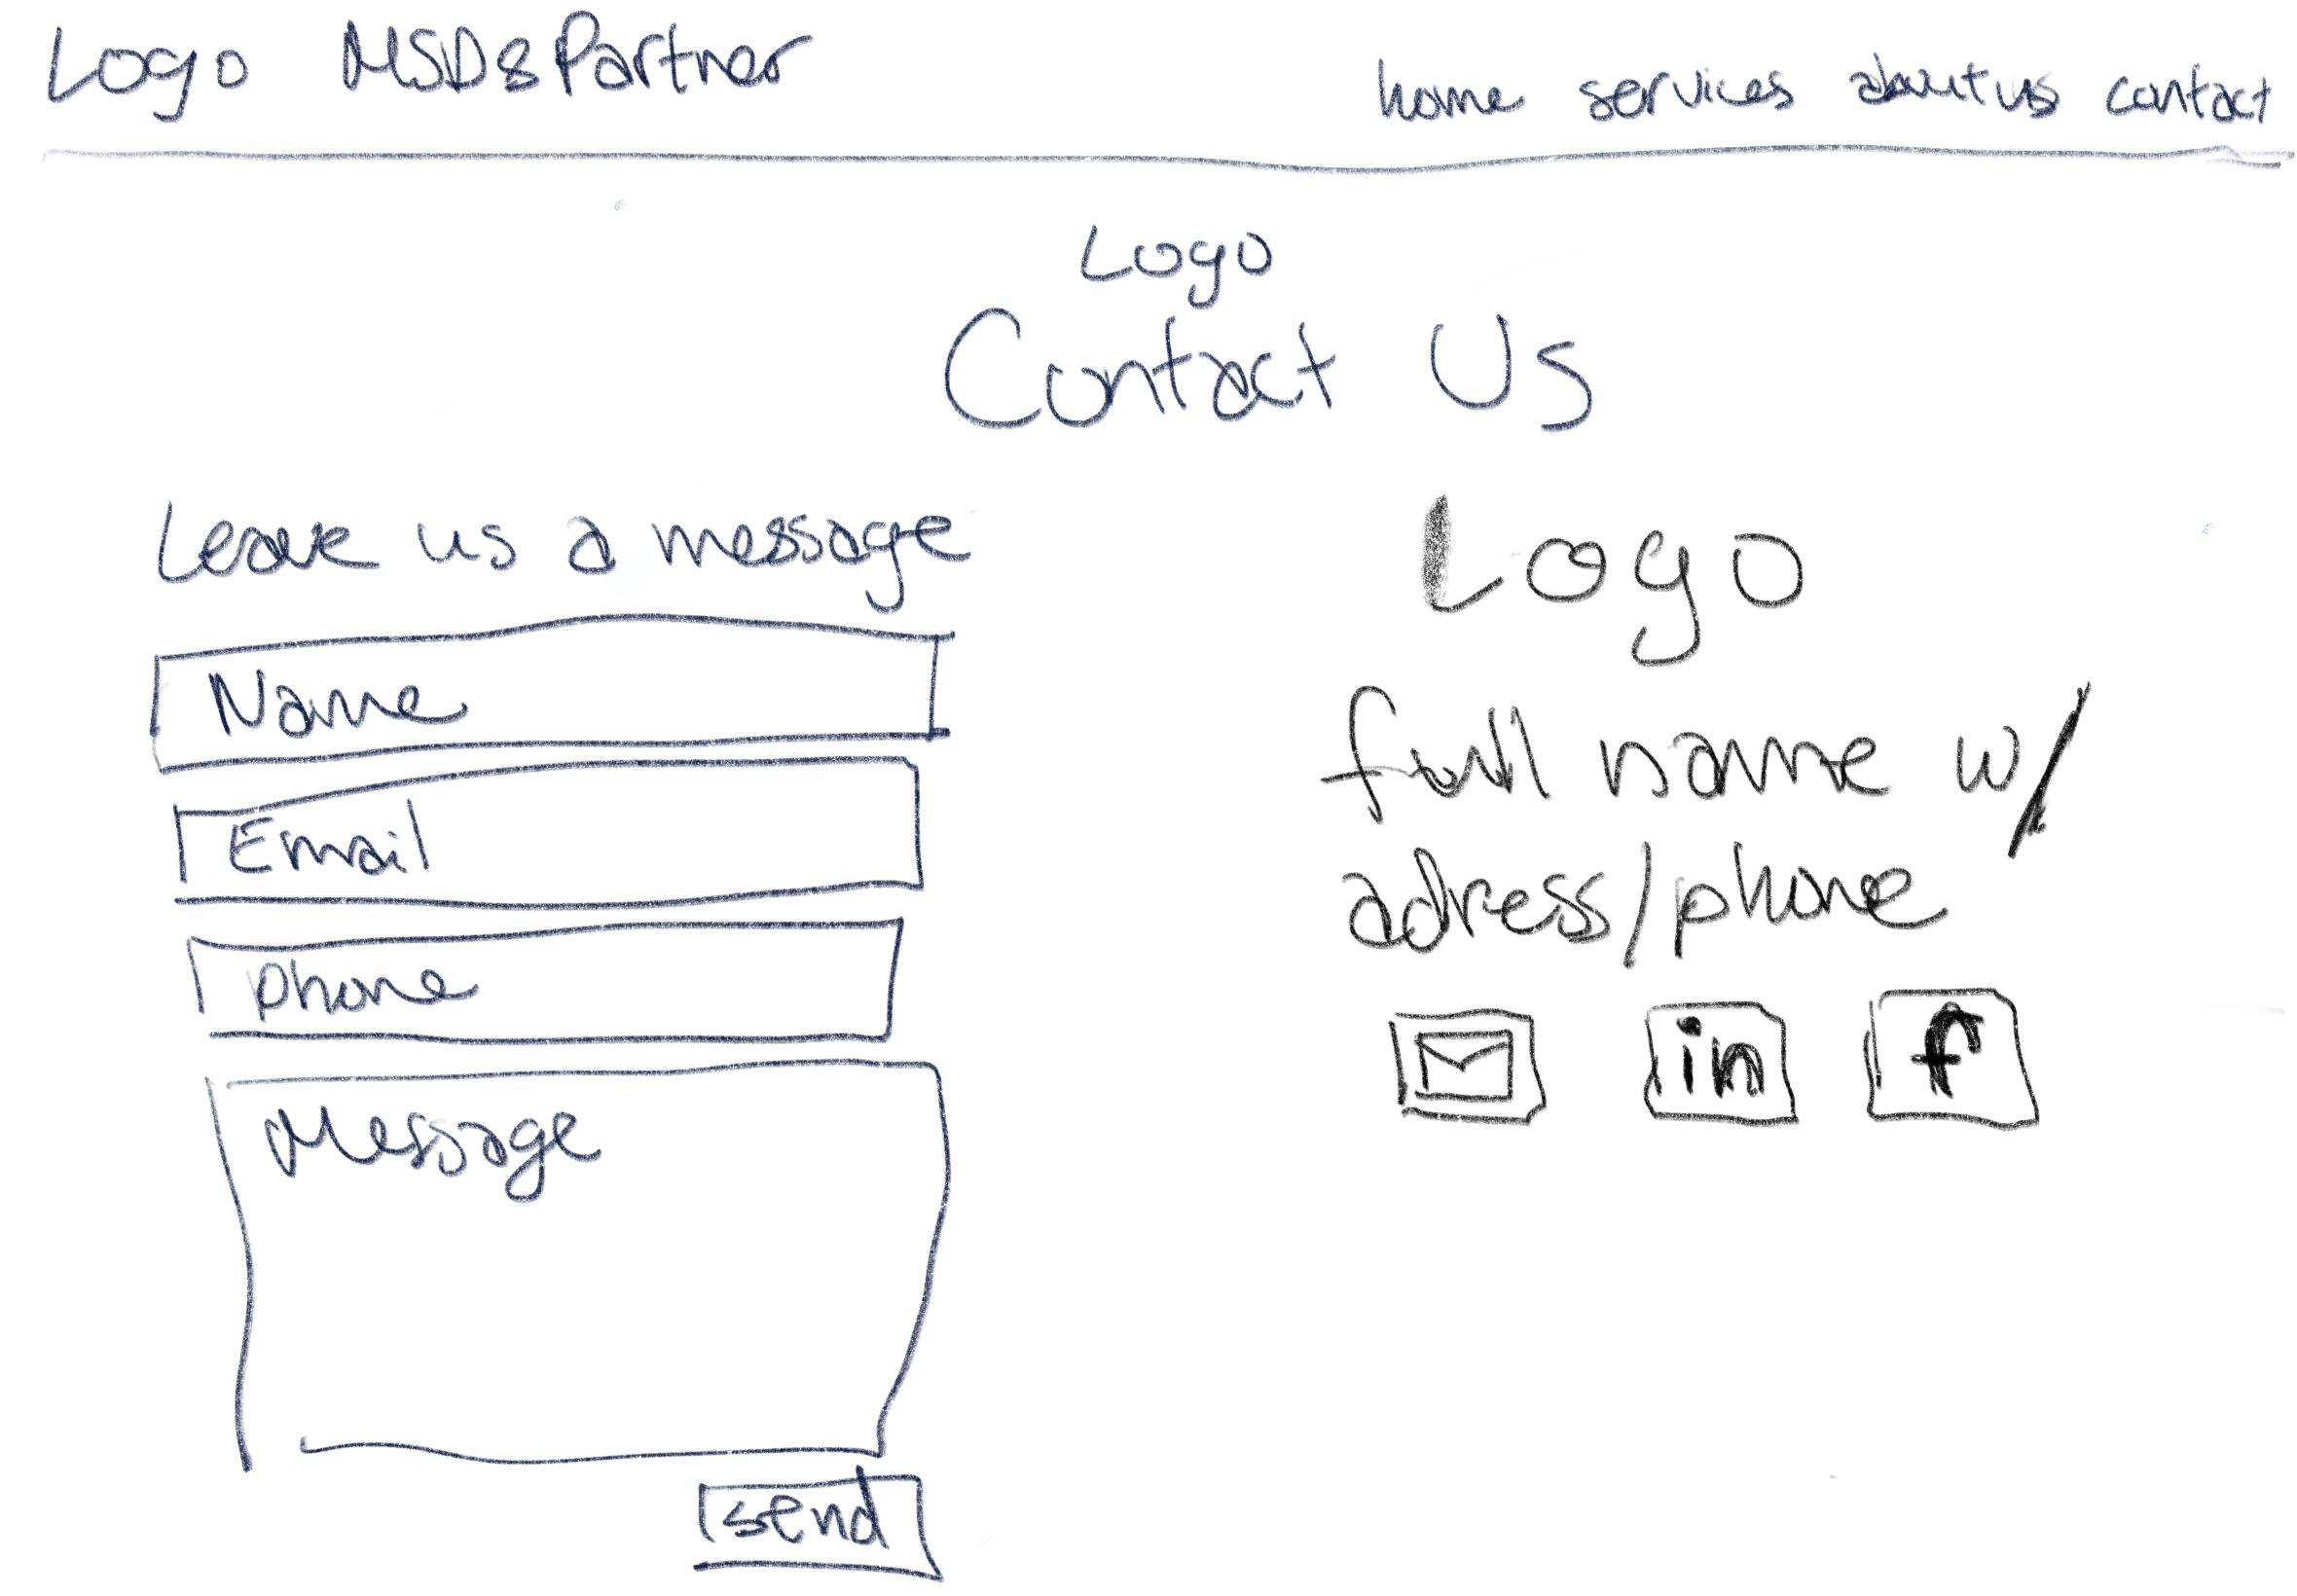 Logo MSD&Partner
home services about us contact
Logo
Contact Us
Leave us a message
Name
Email
phone
Message
send
Logo
full name w/
adress/phone
in
f